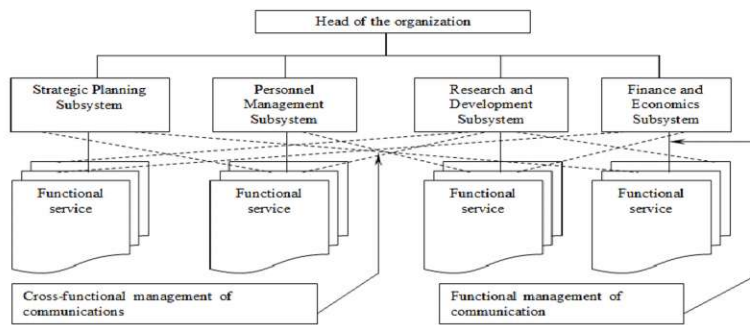 Head of the organization
Strategic Planning
Subsystem
Personnel
Management
Subsystem
Research and
Development
Subsystem
Finance and
Economics
Subsystem
Functional
service
Functional
service
Functional
service
Functional
service
Cross-functional management of
communications
Functional management of
communication